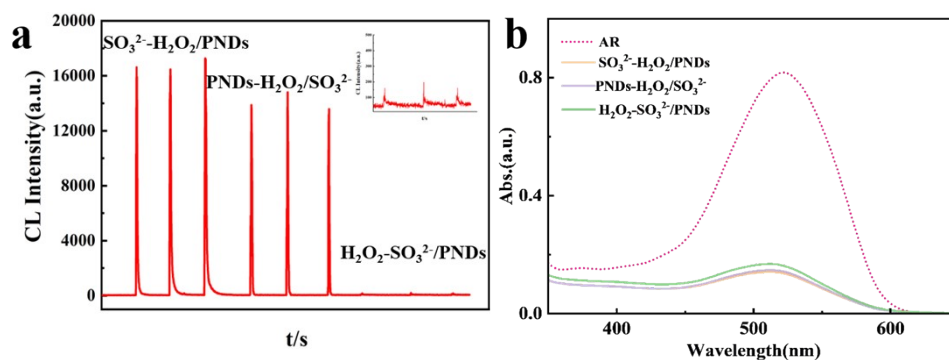 a
20000
16000
12000
8000
4000
0
CL Intensity(a.u.)
SO₃²⁻-H₂O₂/PNDs
PNDs-H₂O₂/SO₃²⁻
H₂O₂-SO₃²⁻/PNDs
CL Intensity(a.u.)
t/s
t/s
b
AR
SO₃²⁻-H₂O₂/PNDs
PNDs-H₂O₂/SO₃²⁻
H₂O₂-SO₃²⁻/PNDs
0.8
0.4
0.0
Abs.(a.u.)
400
500
600
Wavelength(nm)